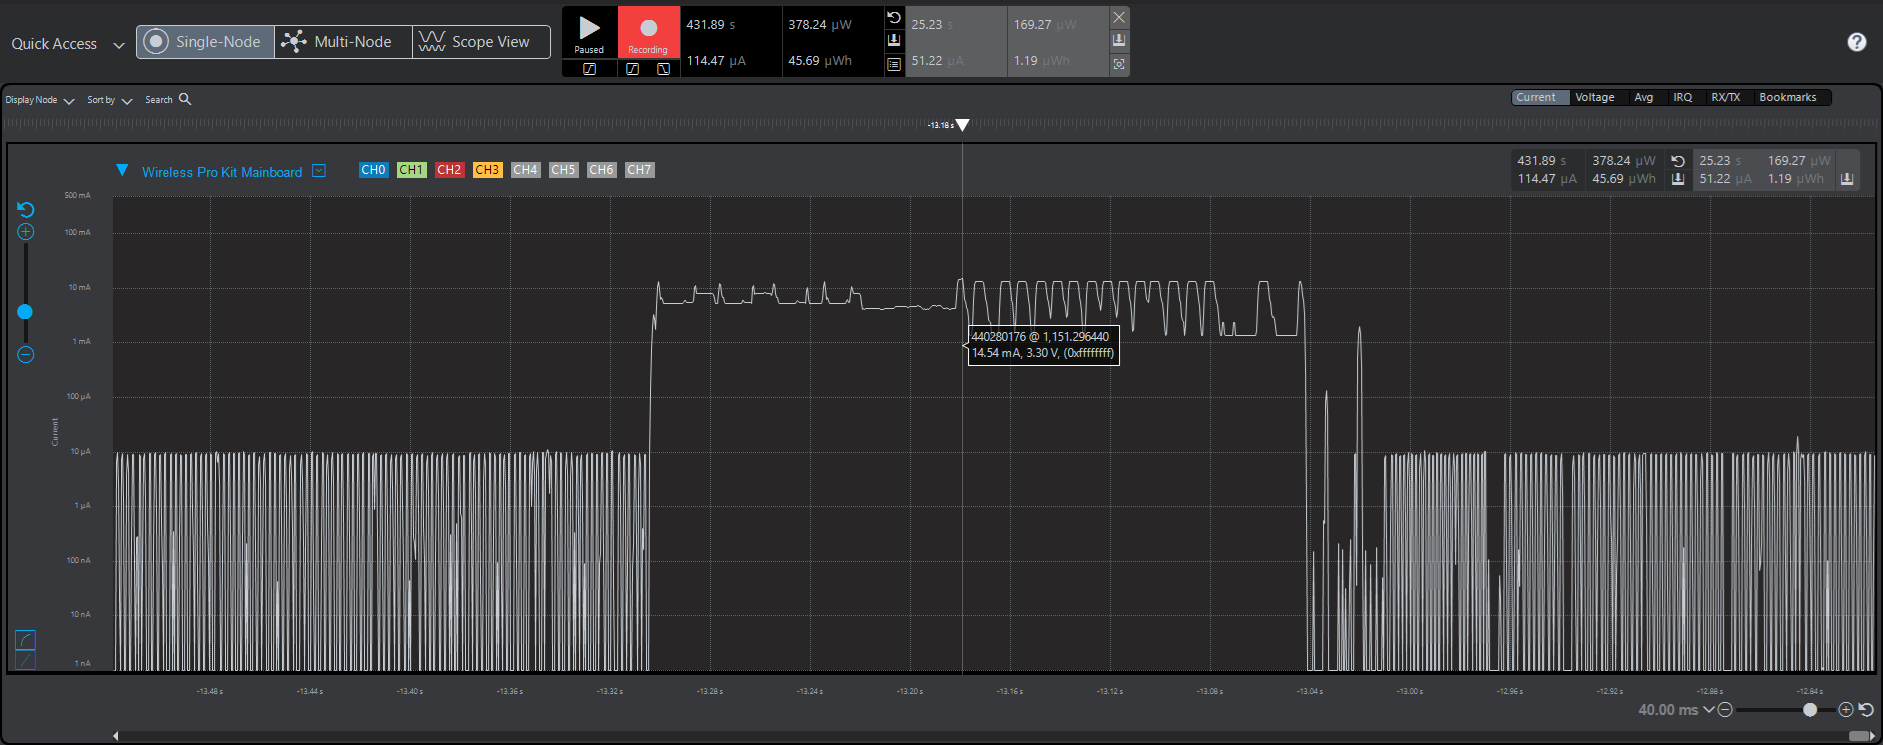 Quick Access
Single-Node
Multi-Node
Scope View
Paused
Recording
431.89 s
378.24 µW
114.47 µA
45.69 µWh
25.23 s
169.27 µW
51.22 µA
1.19 µWh
Display Node
Sort by
Search
Current
Voltage
Avg
IRQ
RX/TX
Bookmarks
-13.18 s
Wireless Pro Kit Mainboard
CH0
CH1
CH2
CH3
CH4
CH5
CH6
CH7
431.89 s
378.24 µW
25.23 s
169.27 µW
114.47 µA
45.69 µWh
51.22 µA
1.19 µWh
500 mA
100 mA
10 mA
1 mA
100 µA
10 µA
1 µA
100 nA
10 nA
1 nA
Current
440280176 @ 1,151.296440
14.54 mA, 3.30 V, (0xffffffff)
-13.48 s
-13.44 s
-13.40 s
-13.36 s
-13.32 s
-13.28 s
-13.24 s
-13.20 s
-13.16 s
-13.12 s
-13.08 s
-13.04 s
-13.00 s
-12.96 s
-12.92 s
-12.88 s
-12.84 s
40.00 ms